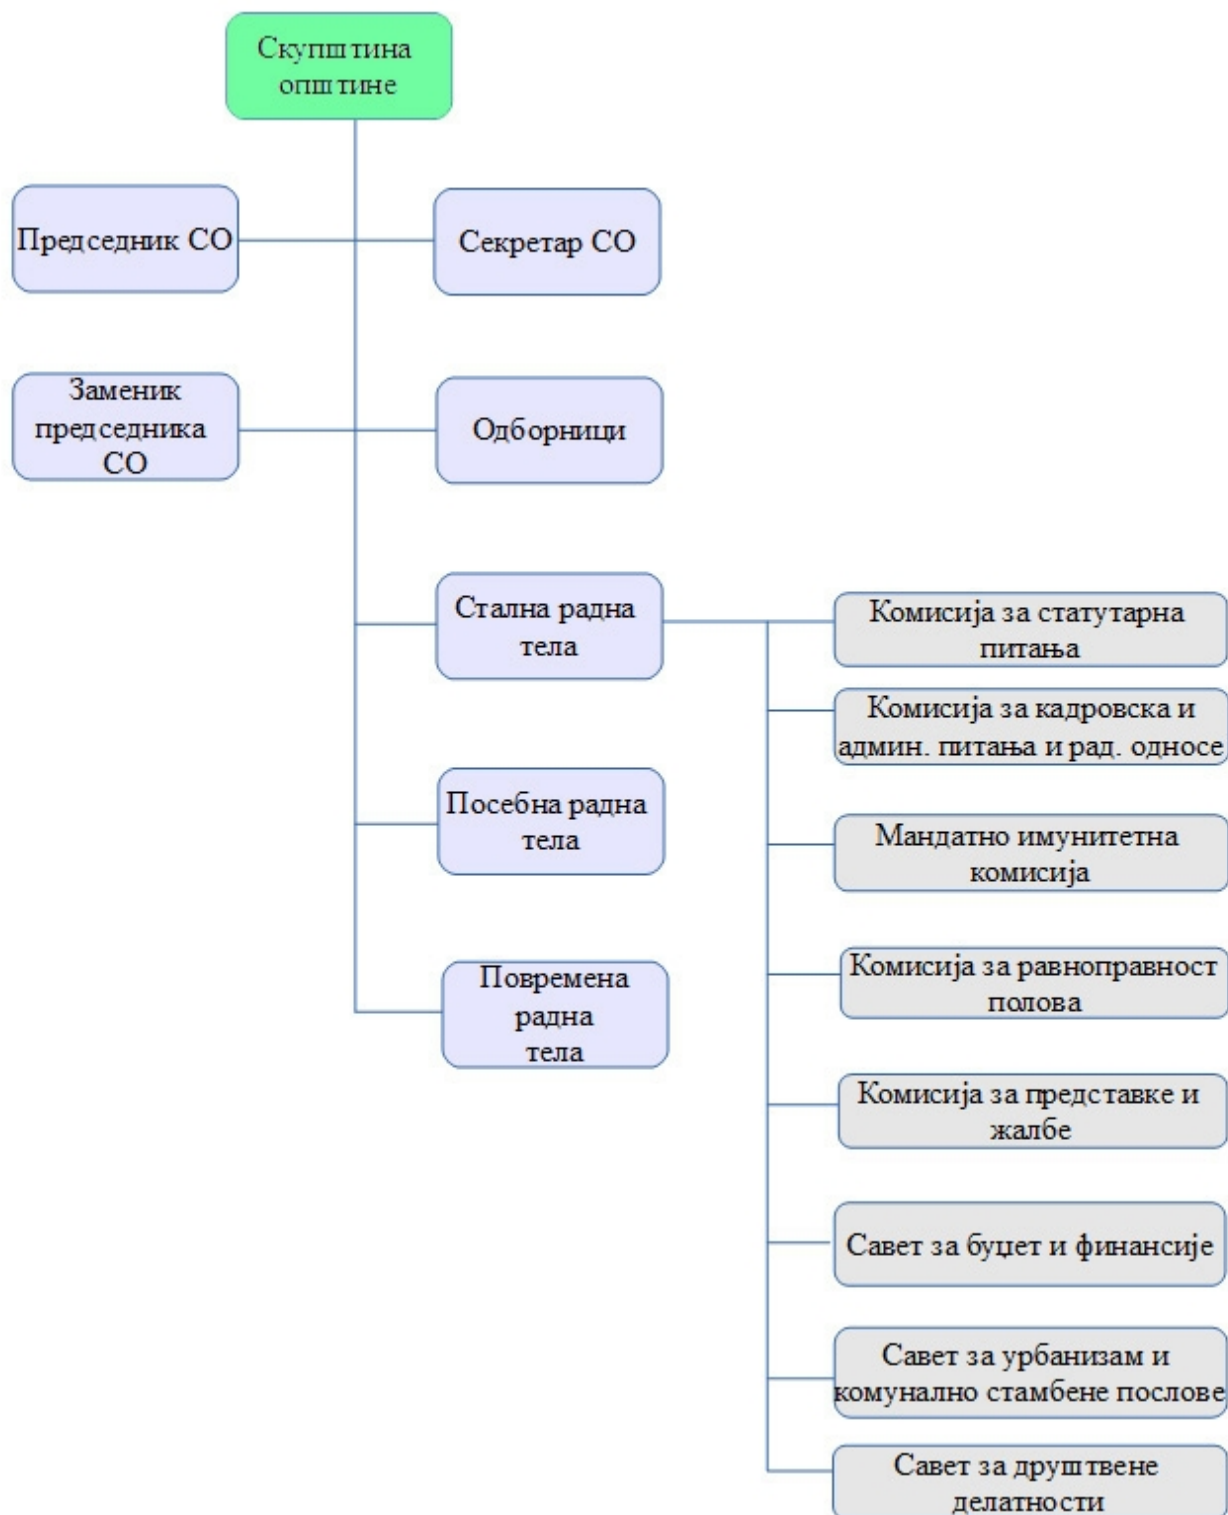 Скупштина
општине
Председник СО
Секретар СО
Заменик
председника
СО
Одборници
Стална радна
тела
Посебна радна
тела
Повремена
радна
тела
Комисија за статутарна
питања
Комисија за кадровска и
админ. питања и рад. односе
Мандатно имунитетна
комисија
Комисија за равноправност
полова
Комисија за представке и
жалбе
Савет за буџет и финансије
Савет за урбанизам и
комунално стамбене послове
Савет за друштвене
делатности